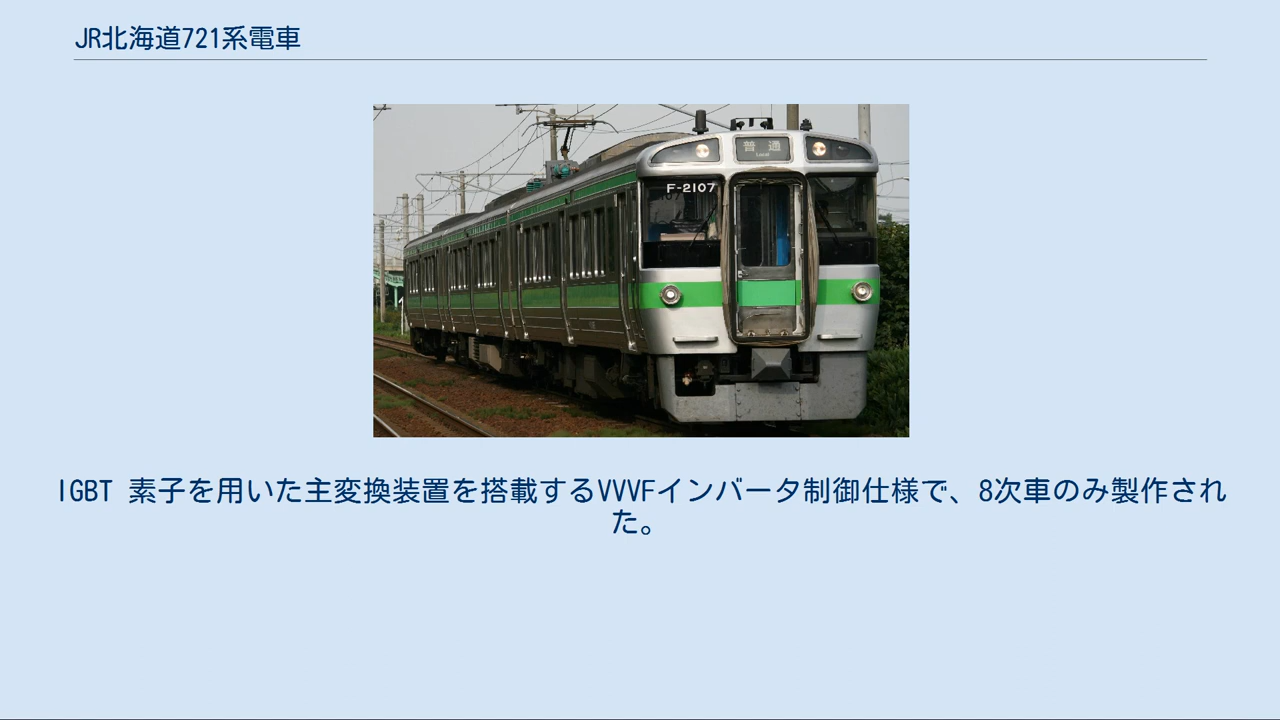 JR北海道721系電車
普通
Local
F-2107
IGBT 素子を用いた主変換装置を搭載するVVVFインバータ制御仕様で、8次車のみ製作され
た。